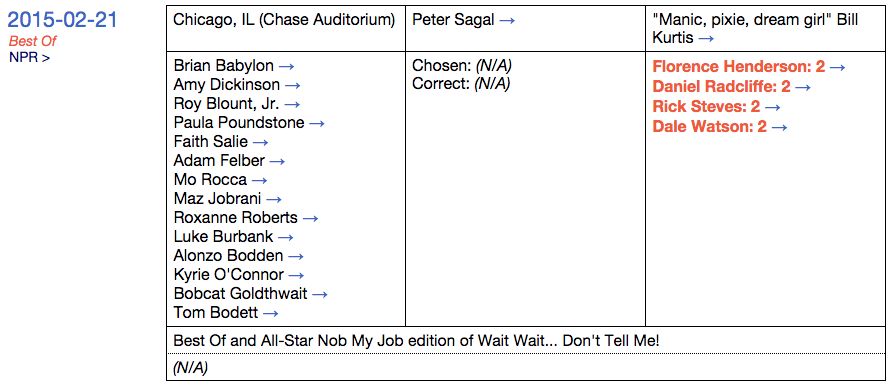 2015-02-21
Best Of
NPR >
Chicago, IL (Chase Auditorium)
Peter Sagal →
"Manic, pixie, dream girl" Bill
Kurtis →
Brian Babylon →
Amy Dickinson →
Roy Blount, Jr. →
Paula Poundstone →
Faith Salie →
Adam Felber →
Mo Rocca →
Maz Jobrani →
Roxanne Roberts →
Luke Burbank →
Alonzo Bodden →
Kyrie O'Connor →
Bobcat Goldthwait →
Tom Bodett →
Chosen: (N/A)
Correct: (N/A)
Florence Henderson: 2 →
Daniel Radcliffe: 2 →
Rick Steves: 2 →
Dale Watson: 2 →
Best Of and All-Star Nob My Job edition of Wait Wait... Don't Tell Me!
(N/A)